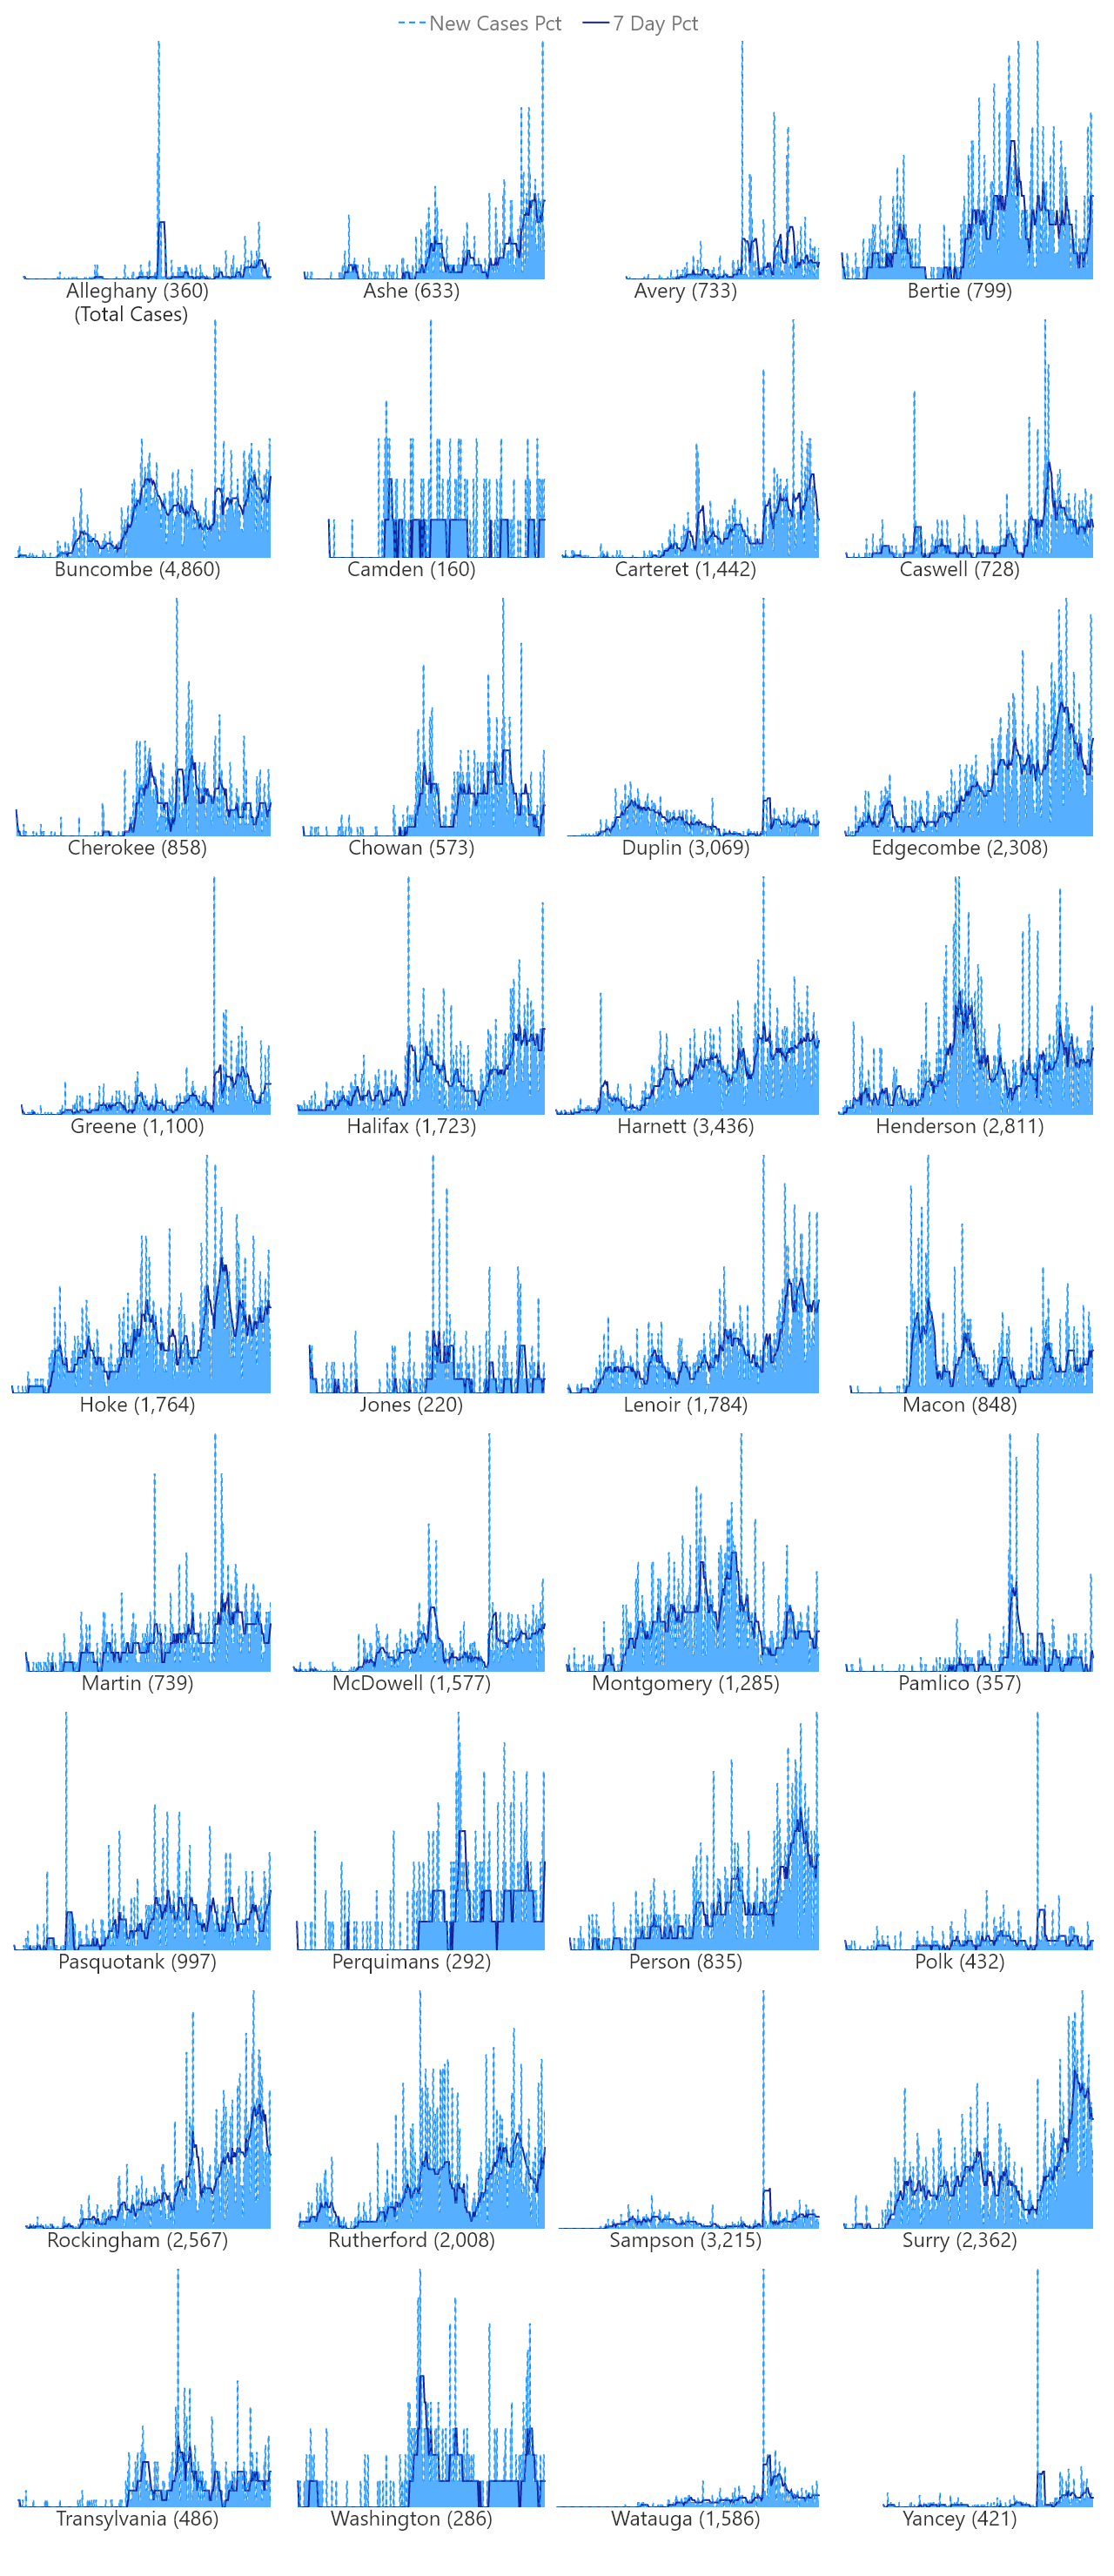 New Cases Pct 7 Day Pct
Alleghany (360) Ashe (633) Avery (733) Bertie (799)
(Total Cases)
Buncombe (4,860) Camden (160) Carteret (1,442) Caswell (728)
Cherokee (858) Chowan (573) Duplin (3,069) Edgecombe (2,308)
Greene (1,100) Halifax (1,723) Harnett (3,436) Henderson (2,811)
Hoke (1,764) Jones (220) Lenoir (1,784) Macon (848)
Martin (739) McDowell (1,577) Montgomery (1,285) Pamlico (357)
Pasquotank (997) Perquimans (292) Person (835) Polk (432)
Rockingham (2,567) Rutherford (2,008) Sampson (3,215) Surry (2,362)
Transylvania (486) Washington (286) Watauga (1,586) Yancey (421)